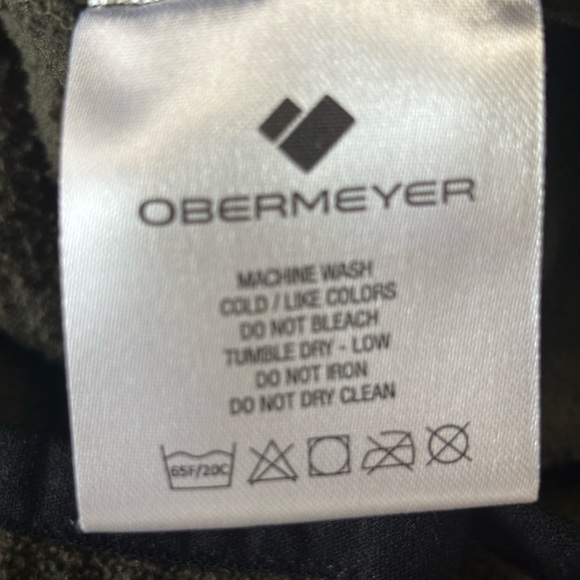 OBERMEYER
MACHINE WASH
COLD / LIKE COLORS
DO NOT BLEACH
TUMBLE DRY - LOW
DO NOT IRON
DO NOT DRY CLEAN
65F/20C